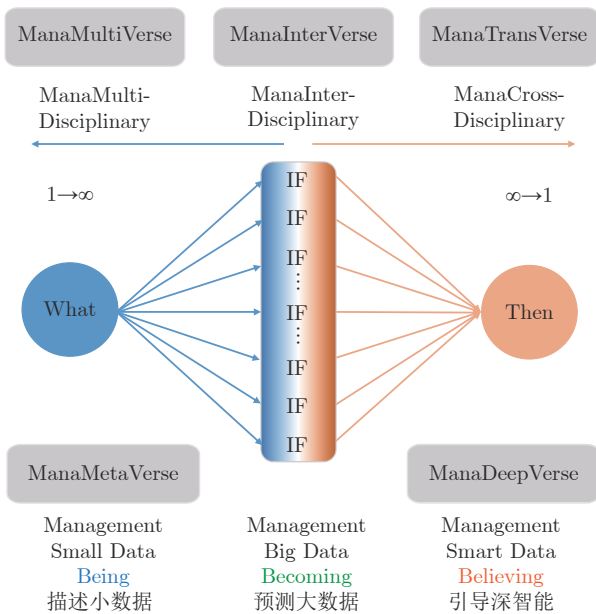 ManaMultiVerse
ManaInterVerse
ManaTransVerse
ManaMulti-
Disciplinary
ManaInter-
Disciplinary
ManaCross-
Disciplinary
1→∞
∞→1
IF
IF
IF
⋯
IF
⋯
IF
IF
IF
What
Then
ManaMetaVerse
ManaDeepVerse
Management
Small Data
Being
描述小数据
Management
Big Data
Becoming
预测大数据
Management
Smart Data
Believing
引导深智能